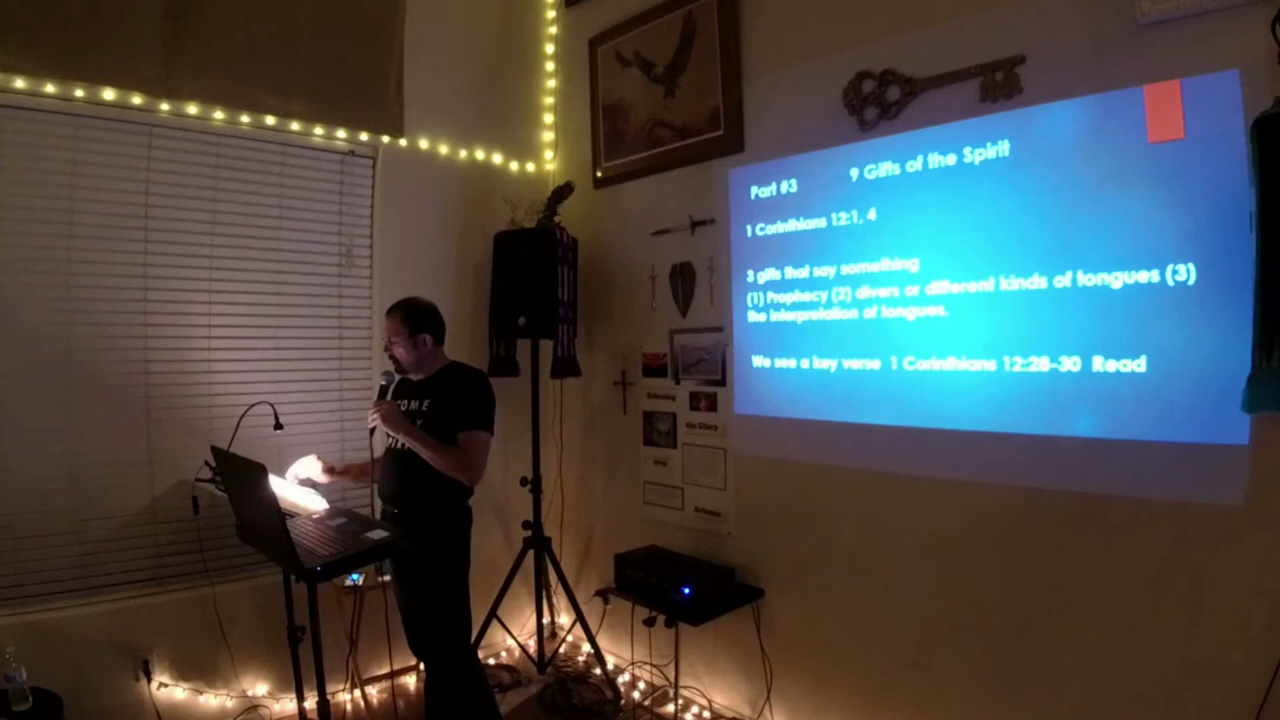 Part #3 9 Gifts of the Spirit
1 Corinthians 12:1, 4
3 gifts that say something
(1) Prophecy (2) divers or different kinds of tongues (3)
the interpretation of tongues.
We see a key verse 1 Corinthians 12:28-30 Read
the Glory